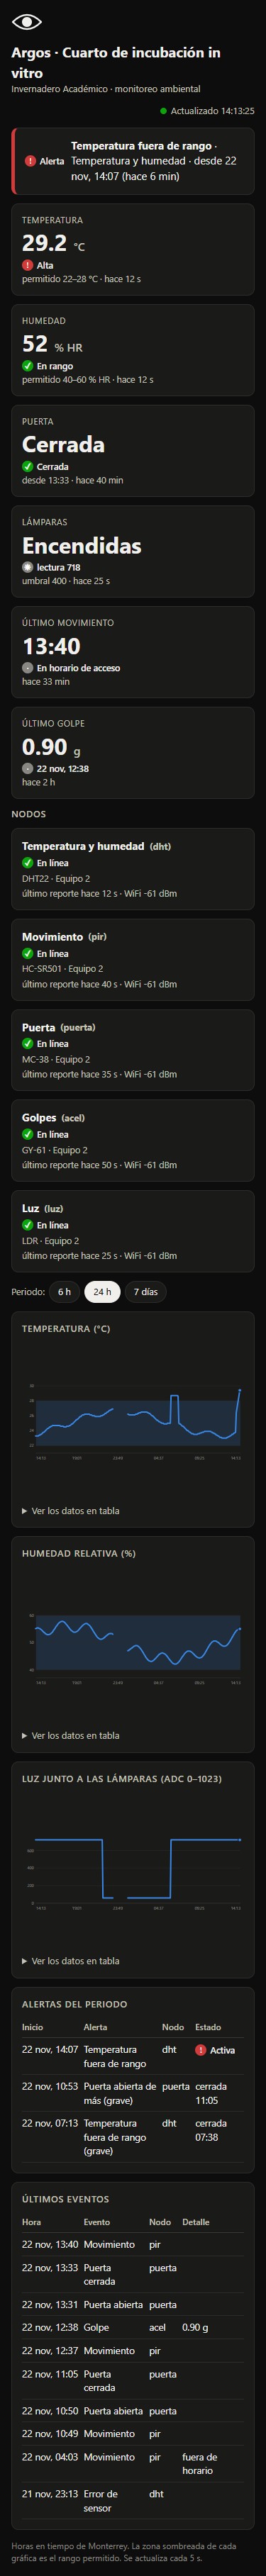 Argos · Cuarto de incubación in
vitro
Invernadero Académico · monitoreo ambiental
Actualizado 14:13:25
Alerta
Temperatura fuera de rango ·
Temperatura y humedad · desde 22
nov, 14:07 (hace 6 min)
TEMPERATURA
29.2 °C
Alta
permitido 22–28 °C · hace 12 s
HUMEDAD
52 % HR
En rango
permitido 40–60 % HR · hace 12 s
PUERTA
Cerrada
Cerrada
desde 13:33 · hace 40 min
LÁMPARAS
Encendidas
lectura 718
umbral 400 · hace 25 s
ÚLTIMO MOVIMIENTO
13:40
En horario de acceso
hace 33 min
ÚLTIMO GOLPE
0.90 g
22 nov, 12:38
hace 2 h
NODOS
Temperatura y humedad (dht)
En línea
DHT22 · Equipo 2
último reporte hace 12 s · WiFi -61 dBm
Movimiento (pir)
En línea
HC-SR501 · Equipo 2
último reporte hace 40 s · WiFi -61 dBm
Puerta (puerta)
En línea
MC-38 · Equipo 2
último reporte hace 35 s · WiFi -61 dBm
Golpes (acel)
En línea
GY-61 · Equipo 2
último reporte hace 50 s · WiFi -61 dBm
Luz (luz)
En línea
LDR · Equipo 2
último reporte hace 25 s · WiFi -61 dBm
Periodo: 6 h 24 h 7 días
TEMPERATURA (°C)
30
28
26
24
22
Ver los datos en tabla
HUMEDAD RELATIVA (%)
60
50
40
Ver los datos en tabla
LUZ JUNTO A LAS LÁMPARAS (ADC 0–1023)
600
400
200
0
Ver los datos en tabla
ALERTAS DEL PERIODO
Inicio Alerta Nodo Estado
22 nov, 14:07 Temperatura fuera de rango dht ! Activa
22 nov, 10:53 Puerta abierta de más (grave) puerta cerrada 11:05
22 nov, 07:13 Temperatura fuera de rango (grave) dht cerrada 07:38
ÚLTIMOS EVENTOS
Hora Evento Nodo Detalle
22 nov, 13:40 Movimiento pir
22 nov, 13:33 Puerta cerrada puerta
22 nov, 13:31 Puerta abierta puerta
22 nov, 12:38 Golpe acel 0.90 g
22 nov, 12:37 Movimiento pir
22 nov, 11:05 Puerta cerrada puerta
22 nov, 10:50 Puerta abierta puerta
22 nov, 10:49 Movimiento pir
22 nov, 04:03 Movimiento pir fuera de horario
21 nov, 23:13 Error de sensor dht
Horas en tiempo de Monterrey. La zona sombreada de cada
gráfica es el rango permitido. Se actualiza cada 5 s.